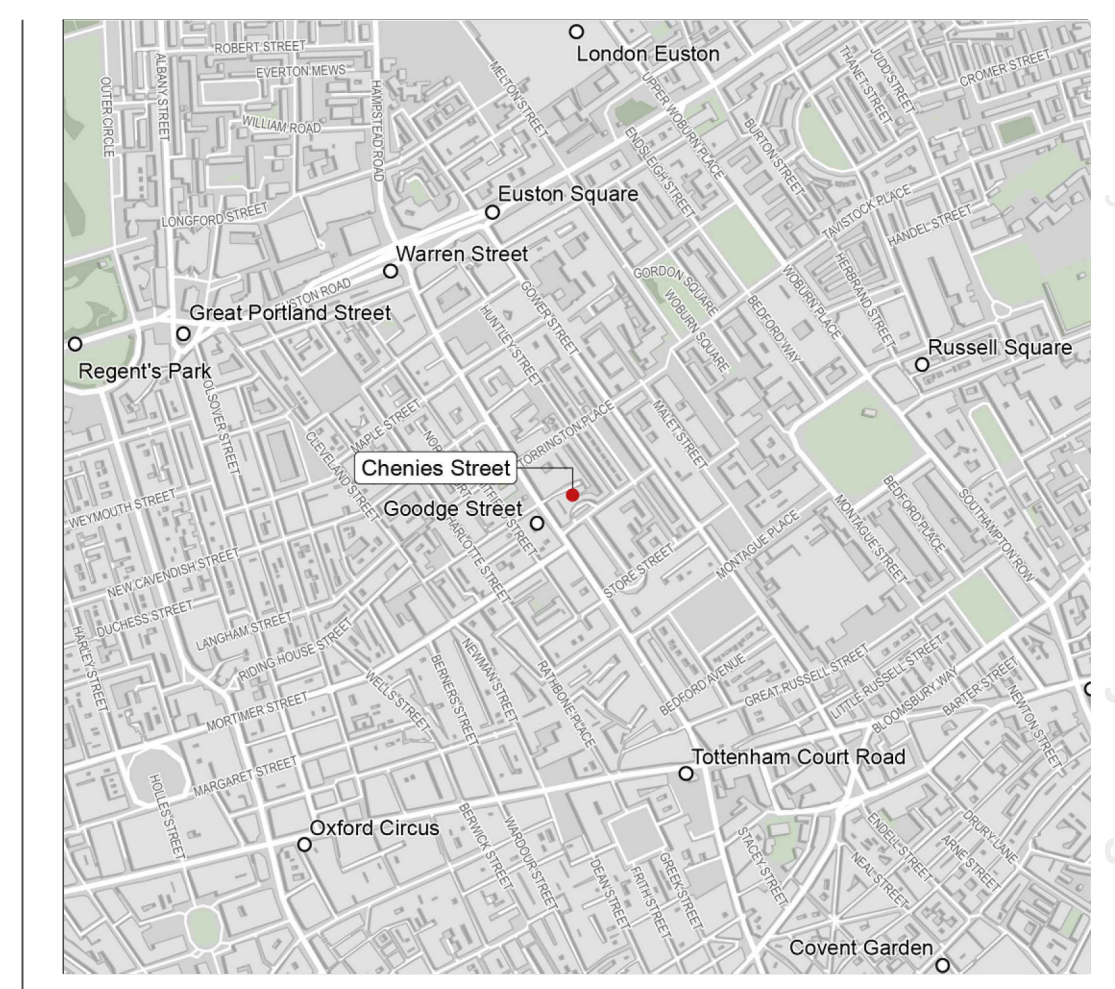 London Euston
ROBERT STREET
ALBANY STREET
EVERTON MEWS
OUTER CIRCLE
HAMPSTEAD ROAD
MELTON STREET
UPPER WOBURN PLACE
THANET STREET
JUDD STREET
CROMER STREET
WILLIAM ROAD
ENDSLEIGH STREET
BURTON STREET
Euston Square
LONGFORD STREET
TAVISTOCK PLACE
HANDEL STREET
Warren Street
EUSTON ROAD
GORDON SQUARE
WOBURN SQUARE
BEDFORD WAY
WOBURN PLACE
HERBRAND STREET
Great Portland Street
GOWER STREET
HUNTLEY STREET
Russell Square
Regent's Park
MAPLE STREET
CLEVELAND STREET
TORRINGTON PLACE
MALET STREET
Chenies Street
Goodge Street
WEYMOUTH STREET
CHARLOTTE STREET
MONTAGUE PLACE
MONTAGUE STREET
BEDFORD PLACE
SOUTHAMPTON ROW
NEW CAVENDISH STREET
STORE STREET
DUCHESS STREET
LANGHAM STREET
HARLEY STREET
RIDING HOUSE STREET
WELLS STREET
BERNERS STREET
NEWMAN STREET
RATHBONE PLACE
BEDFORD AVENUE
GREAT RUSSELL STREET
LITTLE RUSSELL STREET
BLOOMSBURY WAY
BARTER STREET
NEWTON STREET
MORTIMER STREET
MARGARET STREET
HOLLES STREET
Tottenham Court Road
Oxford Circus
BERWICK STREET
WARDOUR STREET
DEAN STREET
FRITH STREET
GREEK STREET
STACEY STREET
ENDELL STREET
NEAL STREET
ARNE STREET
DRURY LANE
Covent Garden